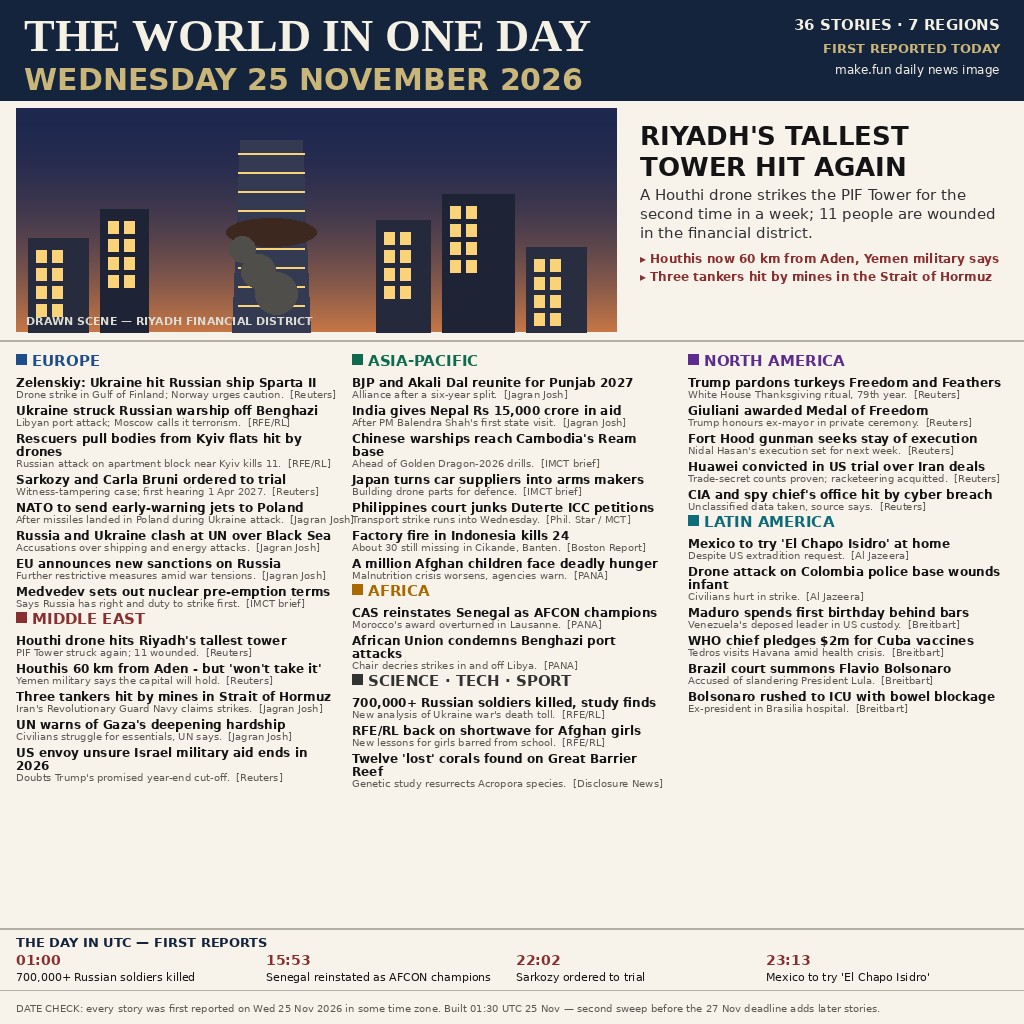 THE WORLD IN ONE DAY
WEDNESDAY 25 NOVEMBER 2026
36 STORIES · 7 REGIONS
FIRST REPORTED TODAY
make.fun daily news image
DRAWN SCENE — RIYADH FINANCIAL DISTRICT
RIYADH'S TALLEST
TOWER HIT AGAIN
A Houthi drone strikes the PIF Tower for the
second time in a week; 11 people are wounded
in the financial district.
▸ Houthis now 60 km from Aden, Yemen military says
▸ Three tankers hit by mines in the Strait of Hormuz
EUROPE
Zelenskiy: Ukraine hit Russian ship Sparta II
Drone strike in Gulf of Finland; Norway urges caution. [Reuters]
Ukraine struck Russian warship off Benghazi
Libyan port attack; Moscow calls it terrorism. [RFE/RL]
Rescuers pull bodies from Kyiv flats hit by
drones
Russian attack on apartment block near Kyiv kills 11. [RFE/RL]
Sarkozy and Carla Bruni ordered to trial
Witness-tampering case; first hearing 1 Apr 2027. [Reuters]
NATO to send early-warning jets to Poland
After missiles landed in Poland during Ukraine attack. [Jagran Josh]
Russia and Ukraine clash at UN over Black Sea
Accusations over shipping and energy attacks. [Jagran Josh]
EU announces new sanctions on Russia
Further restrictive measures amid war tensions. [Jagran Josh]
Medvedev sets out nuclear pre-emption terms
Says Russia has right and duty to strike first. [IMCT brief]
MIDDLE EAST
Houthi drone hits Riyadh's tallest tower
PIF Tower struck again; 11 wounded. [Reuters]
Houthis 60 km from Aden - but 'won't take it'
Yemen military says the capital will hold. [Reuters]
Three tankers hit by mines in Strait of Hormuz
Iran's Revolutionary Guard Navy claims strikes. [Jagran Josh]
UN warns of Gaza's deepening hardship
Civilians struggle for essentials, UN says. [Jagran Josh]
US envoy unsure Israel military aid ends in
2026
Doubts Trump's promised year-end cut-off. [Reuters]
ASIA-PACIFIC
BJP and Akali Dal reunite for Punjab 2027
Alliance after a six-year split. [Jagran Josh]
India gives Nepal Rs 15,000 crore in aid
After PM Balendra Shah's first state visit. [Jagran Josh]
Chinese warships reach Cambodia's Ream
base
Ahead of Golden Dragon-2026 drills. [IMCT brief]
Japan turns car suppliers into arms makers
Building drone parts for defence. [IMCT brief]
Philippines court junks Duterte ICC petitions
Transport strike runs into Wednesday. [Phil. Star / MCT]
Factory fire in Indonesia kills 24
About 30 still missing in Cikande, Banten. [Boston Report]
A million Afghan children face deadly hunger
Malnutrition crisis worsens, agencies warn. [PANA]
AFRICA
CAS reinstates Senegal as AFCON champions
Morocco's award overturned in Lausanne. [PANA]
African Union condemns Benghazi port
attacks
Chair decries strikes in and off Libya. [PANA]
SCIENCE · TECH · SPORT
700,000+ Russian soldiers killed, study finds
New analysis of Ukraine war's death toll. [RFE/RL]
RFE/RL back on shortwave for Afghan girls
New lessons for girls barred from school. [RFE/RL]
Twelve 'lost' corals found on Great Barrier
Reef
Genetic study resurrects Acropora species. [Disclosure News]
NORTH AMERICA
Trump pardons turkeys Freedom and Feathers
White House Thanksgiving ritual, 79th year. [Reuters]
Giuliani awarded Medal of Freedom
Trump honours ex-mayor in private ceremony. [Reuters]
Fort Hood gunman seeks stay of execution
Nidal Hasan's execution set for next week. [Reuters]
Huawei convicted in US trial over Iran deals
Trade-secret counts proven; racketeering acquitted. [Reuters]
CIA and spy chief's office hit by cyber breach
Unclassified data taken, source says. [Reuters]
LATIN AMERICA
Mexico to try 'El Chapo Isidro' at home
Despite US extradition request. [Al Jazeera]
Drone attack on Colombia police base wounds
infant
Civilians hurt in strike. [Al Jazeera]
Maduro spends first birthday behind bars
Venezuela's deposed leader in US custody. [Breitbart]
WHO chief pledges $2m for Cuba vaccines
Tedros visits Havana amid health crisis. [Breitbart]
Brazil court summons Flavio Bolsonaro
Accused of slandering President Lula. [Breitbart]
Bolsonaro rushed to ICU with bowel blockage
Ex-president in Brasilia hospital. [Breitbart]
THE DAY IN UTC — FIRST REPORTS
01:00
700,000+ Russian soldiers killed
15:53
Senegal reinstated as AFCON champions
22:02
Sarkozy ordered to trial
23:13
Mexico to try 'El Chapo Isidro'
DATE CHECK: every story was first reported on Wed 25 Nov 2026 in some time zone. Built 01:30 UTC 25 Nov — second sweep before the 27 Nov deadline adds later stories.